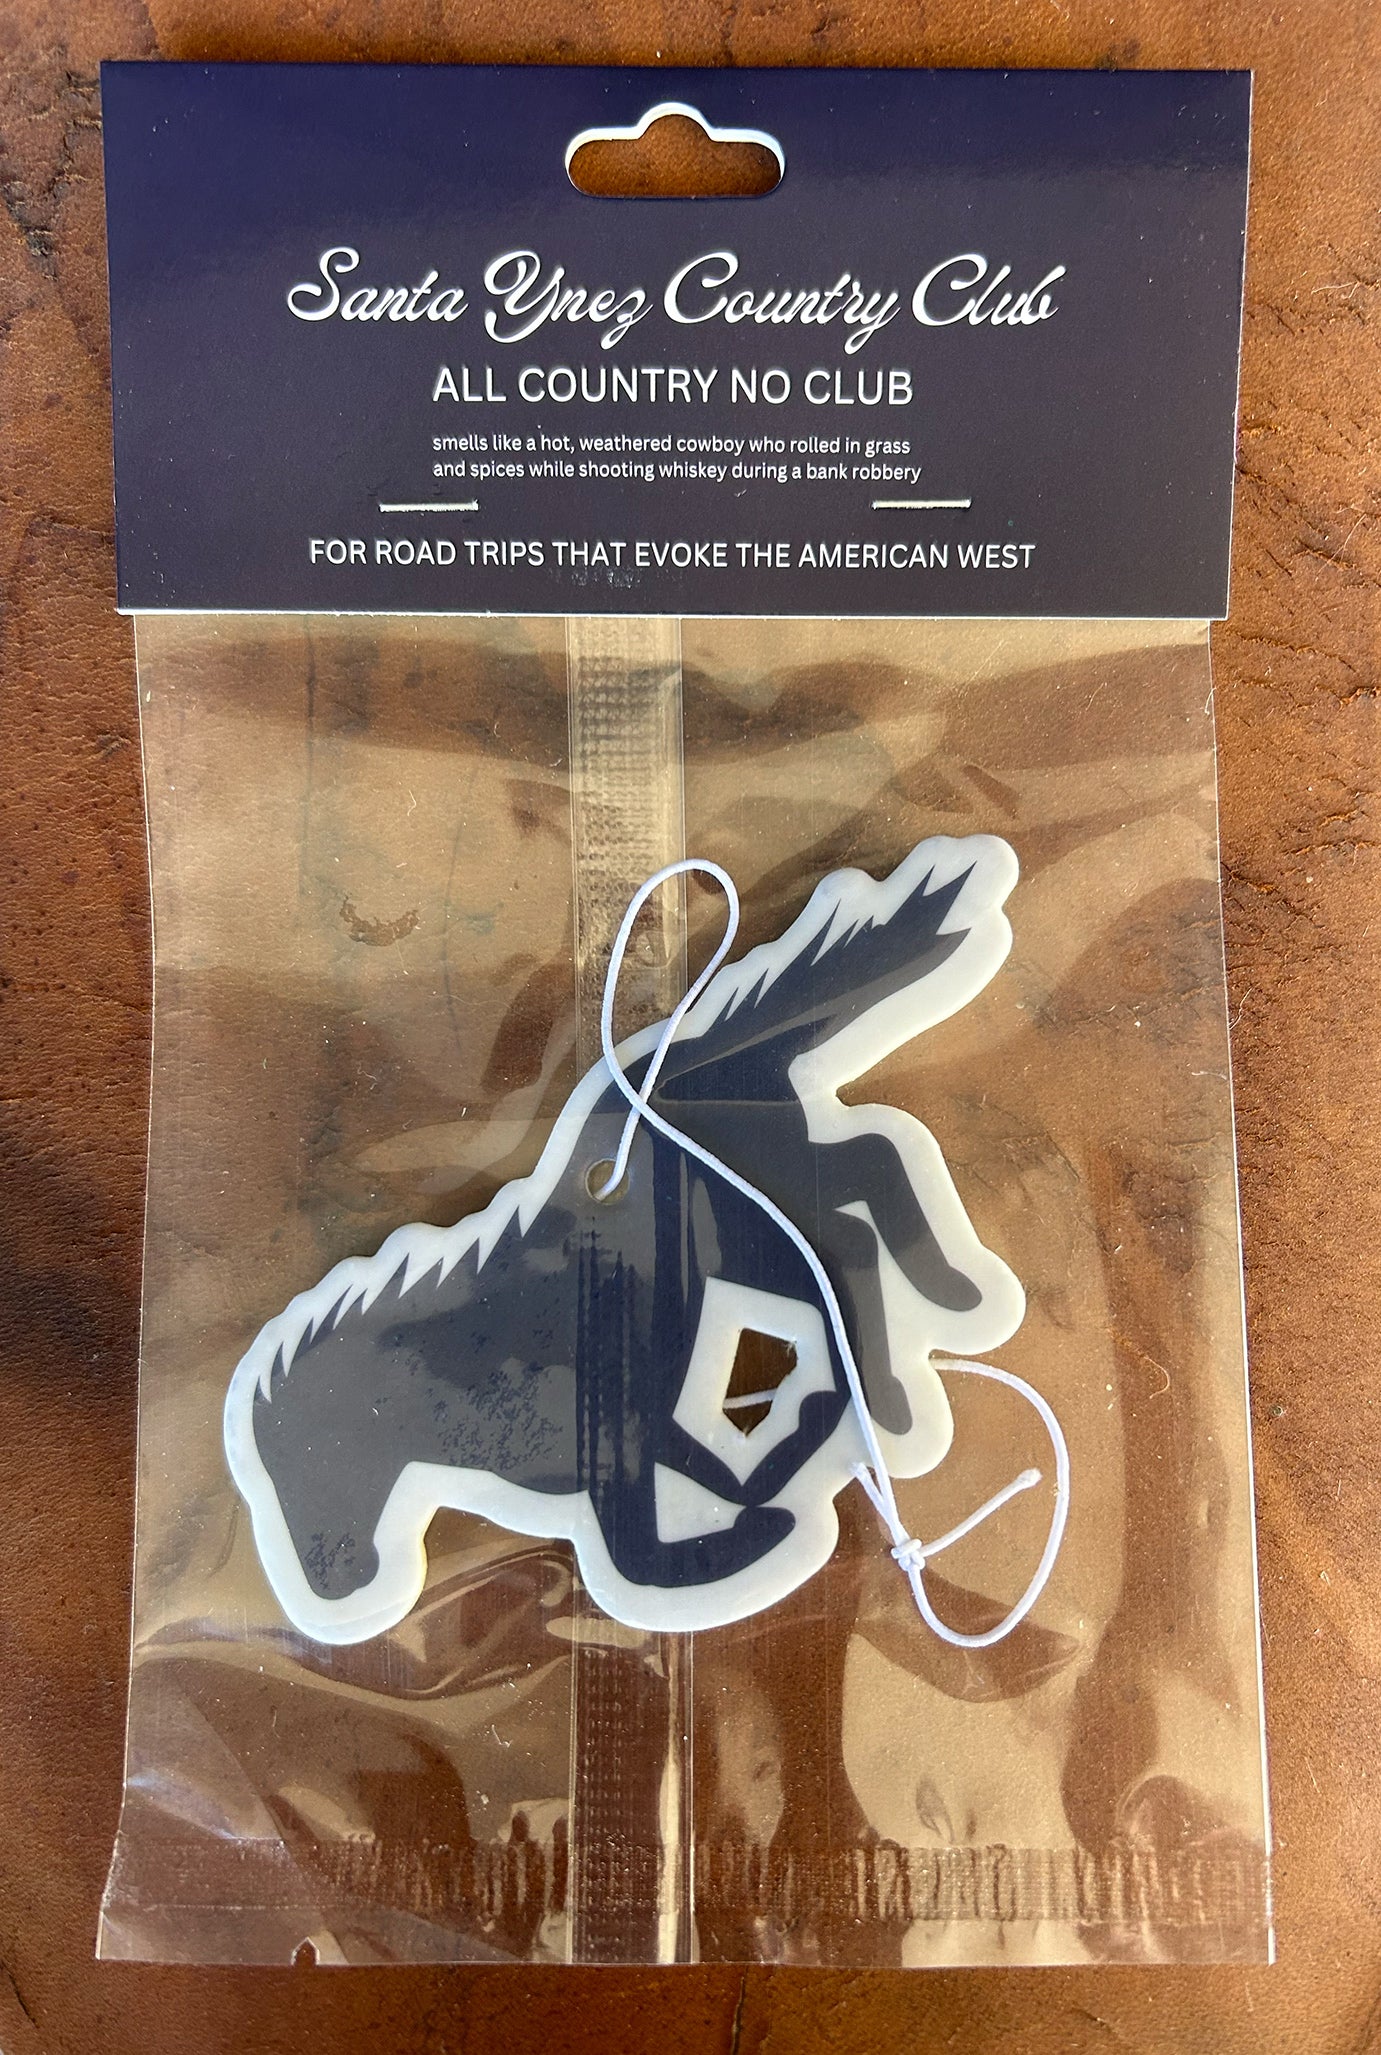 Santa Ynez Country Club
ALL COUNTRY NO CLUB
smells like a hot, weathered cowboy who rolled in grass
and spices while shooting whiskey during a bank robbery
FOR ROAD TRIPS THAT EVOKE THE AMERICAN WEST